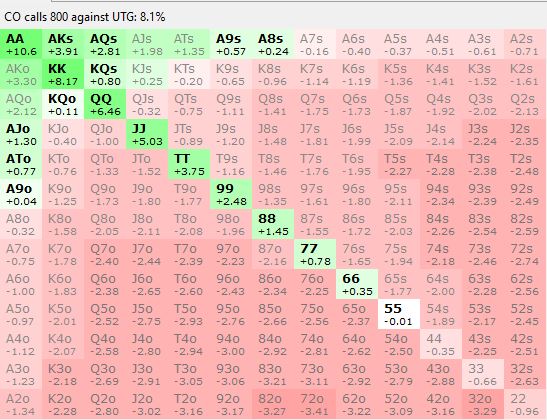 CO calls 800 against UTG: 8.1%
AA AKs AQs AJs ATs A9s A8s A7s A6s A5s A4s A3s A2s
+10.6 +3.91 +2.81 +1.98 +1.35 +0.57 +0.24 -0.16 -0.40 -0.37 -0.51 -0.61 -0.71
AKo KK KQs KJs KTs K9s K8s K7s K6s K5s K4s K3s K2s
+3.30 +8.17 +0.80 +0.25 -0.20 -0.65 -0.96 -1.14 -1.19 -1.36 -1.41 -1.52 -1.61
AQo KQo QQ QJs QTs Q9s Q8s Q7s Q6s Q5s Q4s Q3s Q2s
+2.12 +0.11 +6.46 -0.32 -0.75 -1.11 -1.41 -1.75 -1.73 -1.87 -1.92 -2.02 -2.13
AJo KJo QJo JJ JTs J9s J8s J7s J6s J5s J4s J3s J2s
+1.30 -0.40 -1.00 +5.03 -0.89 -1.20 -1.48 -1.81 -1.99 -2.09 -2.14 -2.24 -2.35
ATo KTo QTo JTo TT T9s T8s T7s T6s T5s T4s T3s T2s
+0.77 -0.76 -1.33 -1.52 +3.75 -1.16 -1.46 -1.76 -1.95 -2.27 -2.28 -2.38 -2.48
A9o K9o Q9o J9o T9o 99 98s 97s 96s 95s 94s 93s 92s
+0.04 -1.25 -1.73 -1.80 -1.77 +2.48 -1.35 -1.61 -1.80 -2.11 -2.34 -2.39 -2.49
A8o K8o Q8o J8o T8o 98o 88 87s 86s 85s 84s 83s 82s
-0.32 -1.58 -2.05 -2.11 -2.08 -1.96 +1.45 -1.55 -1.72 -2.03 -2.26 -2.54 -2.59
A7o K7o Q7o J7o T7o 97o 87o 77 76s 75s 74s 73s 72s
-0.75 -1.78 -2.40 -2.44 -2.39 -2.23 -2.16 +0.78 -1.65 -1.94 -2.18 -2.46 -2.74
A6o K6o Q6o J6o T6o 96o 86o 76o 66 65s 64s 63s 62s
-1.00 -1.83 -2.38 -2.65 -2.60 -2.43 -2.34 -2.25 +0.35 -1.77 -2.00 -2.28 -2.56
A5o K5o Q5o J5o T5o 95o 85o 75o 65o 55 54s 53s 52s
-0.97 -2.01 -2.52 -2.75 -2.93 -2.76 -2.66 -2.56 -2.37 -0.01 -1.89 -2.17 -2.45
A4o K4o Q4o J4o T4o 94o 84o 74o 64o 54o 44 43s 42s
-1.12 -2.07 -2.58 -2.80 -2.94 -3.00 -2.92 -2.81 -2.62 -2.50 -0.35 -2.25 -2.51
A3o K3o Q3o J3o T3o 93o 83o 73o 63o 53o 43o 33 32s
-1.23 -2.18 -2.69 -2.91 -3.05 -3.06 -3.21 -3.11 -2.92 -2.79 -2.88 -0.66 -2.63
A2o K2o Q2o J2o T2o 92o 82o 72o 62o 52o 42o 32o 22
-1.34 -2.28 -2.80 -3.02 -3.16 -3.17 -3.27 -3.41 -3.22 -3.09 -3.16 -3.29 -0.96